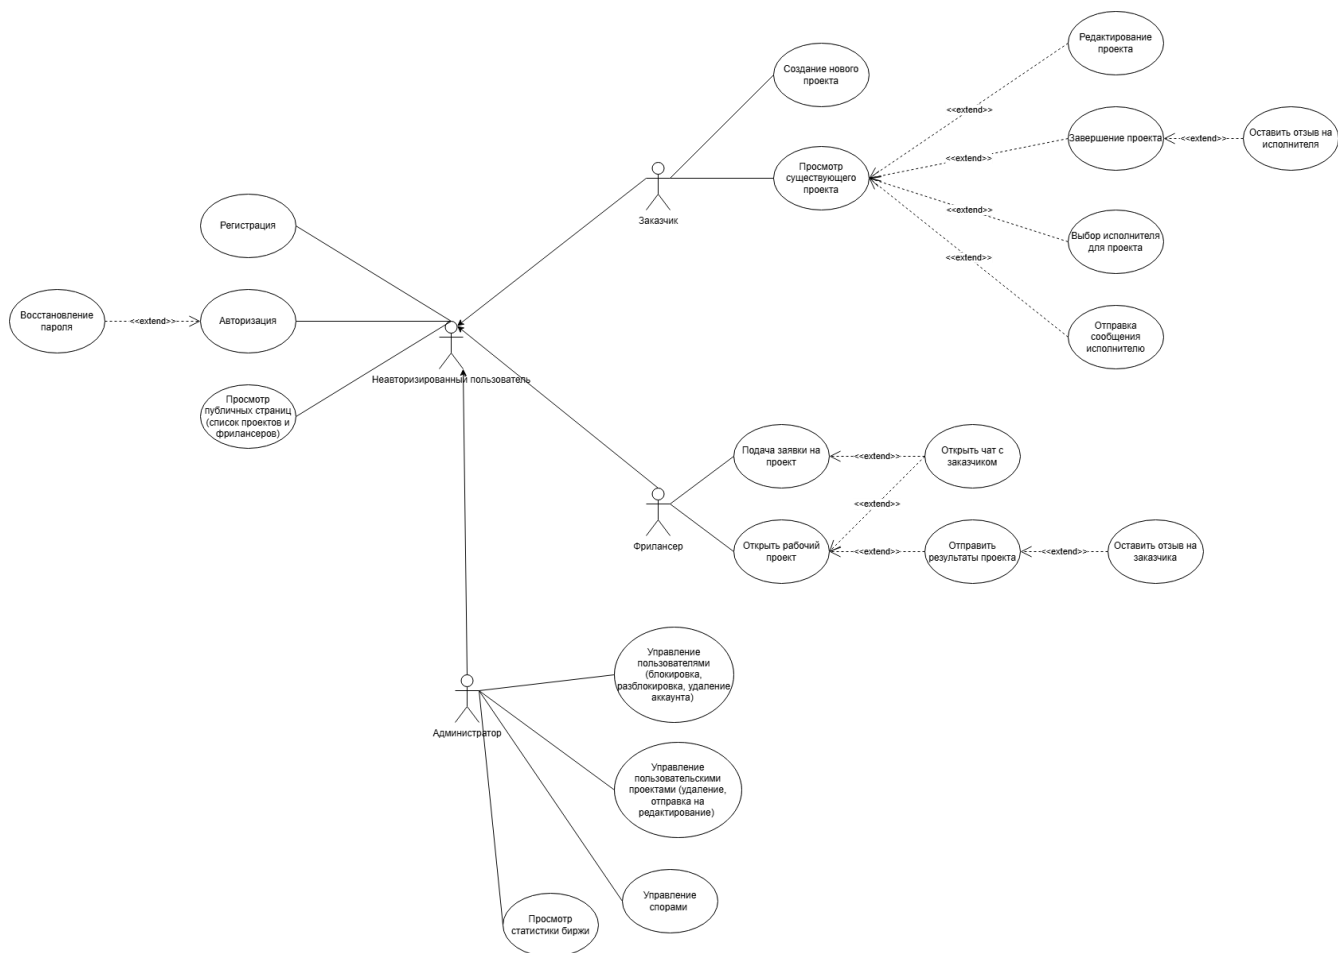 Редактирование
проекта
Создание нового
проекта
<<extend>>
Завершение проекта
<<extend>>
Оставить отзыв на
исполнителя
Просмотр
существующего
проекта
<<extend>>
Заказчик
<<extend>>
Выбор исполнителя
для проекта
Регистрация
<<extend>>
Восстановление
пароля
<<extend>>
Авторизация
Отправка
сообщения
исполнителю
Неавторизированный пользователь
Просмотр
публичных страниц
(список проектов и
фрилансеров)
Подача заявки на
проект
<<extend>>
Открыть чат с
заказчиком
<<extend>>
Фрилансер
Открыть рабочий
проект
<<extend>>
Отправить
результаты проекта
<<extend>>
Оставить отзыв на
заказчика
Управление
пользователями
(блокировка,
разблокировка, удаление
аккаунта)
Администратор
Управление
пользовательскими
проектами (удаление,
отправка на
редактирование)
Управление
спорами
Просмотр
статистики биржи